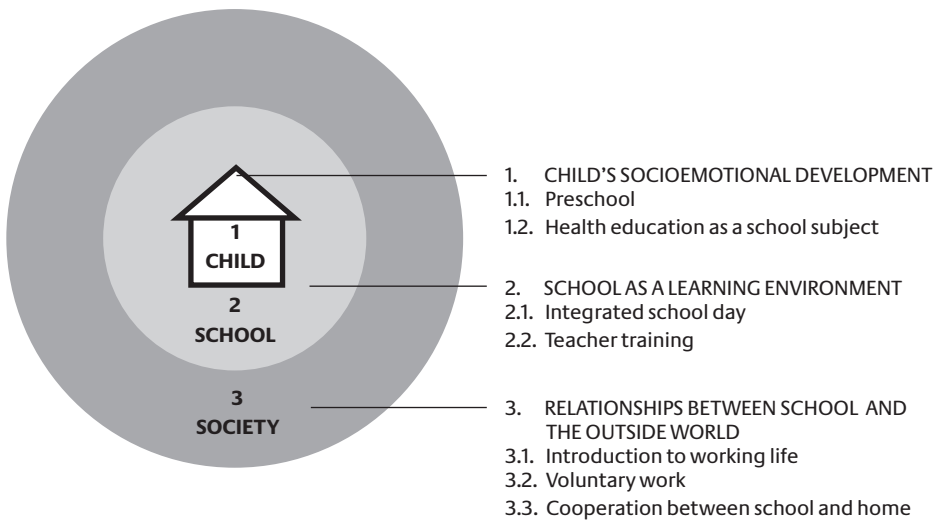 1
CHILD
2
SCHOOL
3
SOCIETY
1. CHILD'S SOCIOEMOTIONAL DEVELOPMENT
1.1. Preschool
1.2. Health education as a school subject
2. SCHOOL AS A LEARNING ENVIRONMENT
2.1. Integrated school day
2.2. Teacher training
3. RELATIONSHIPS BETWEEN SCHOOL AND
THE OUTSIDE WORLD
3.1. Introduction to working life
3.2. Voluntary work
3.3. Cooperation between school and home